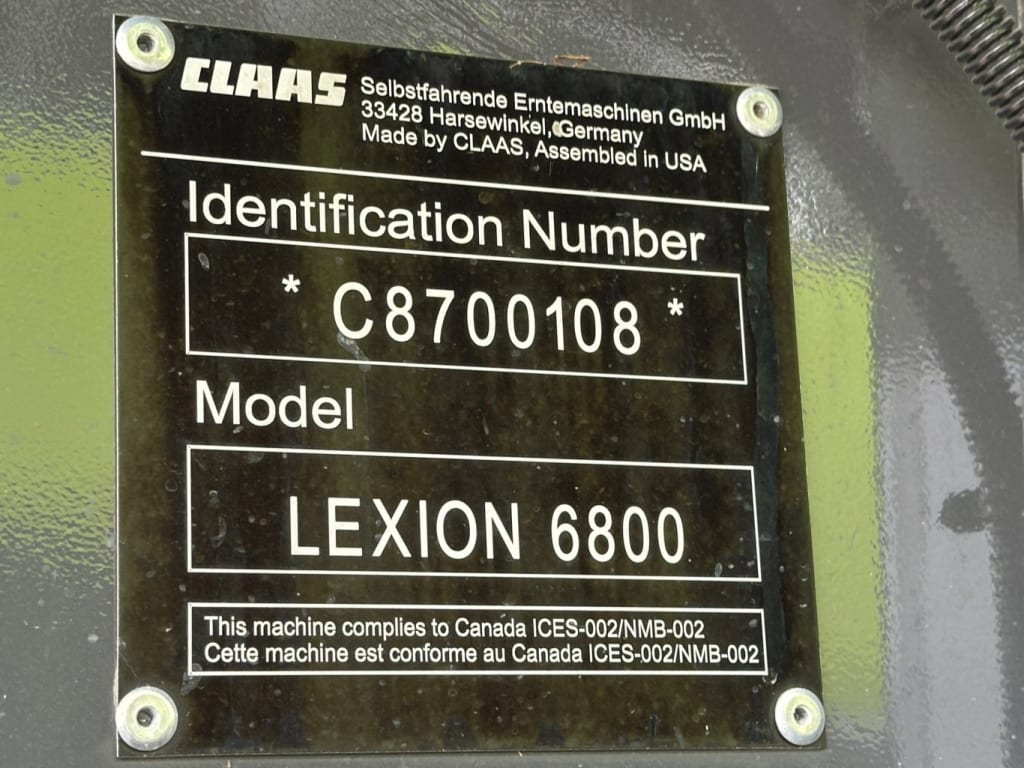 CLAAS Selbstfahrende Erntemaschinen GmbH
33428 Harsewinkel, Germany
Made by CLAAS, Assembled in USA
Identification Number
* C8700108 *
Model
LEXION 6800
This machine complies to Canada ICES-002/NMB-002
Cette machine est conforme au Canada ICES-002/NMB-002